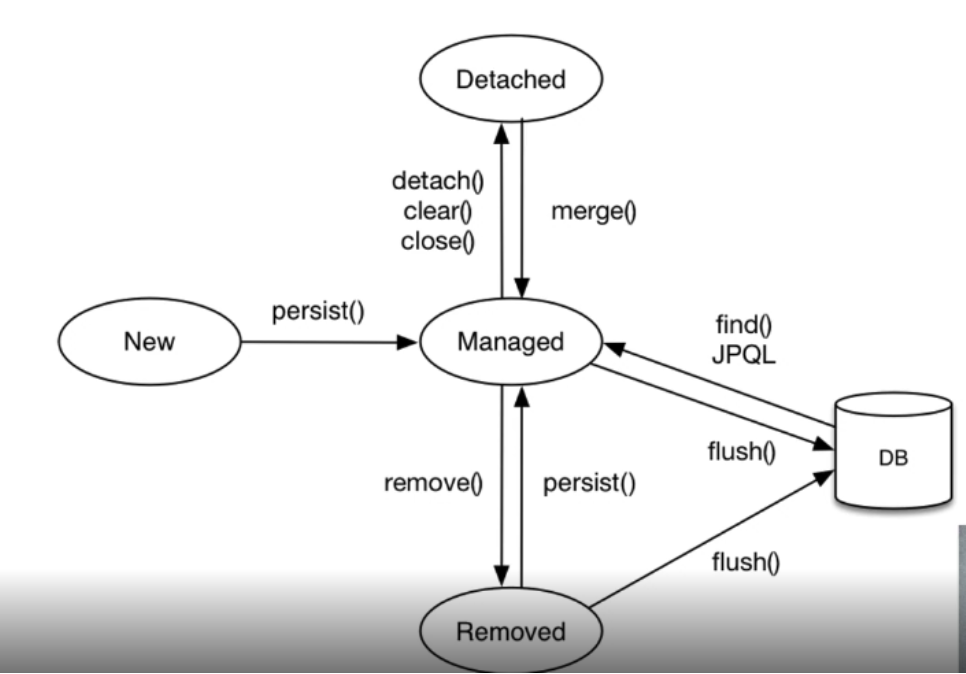 Detached
detach()
clear()
close()
merge()
New
persist()
Managed
find()
JPQL
flush()
DB
remove()
persist()
flush()
Removed